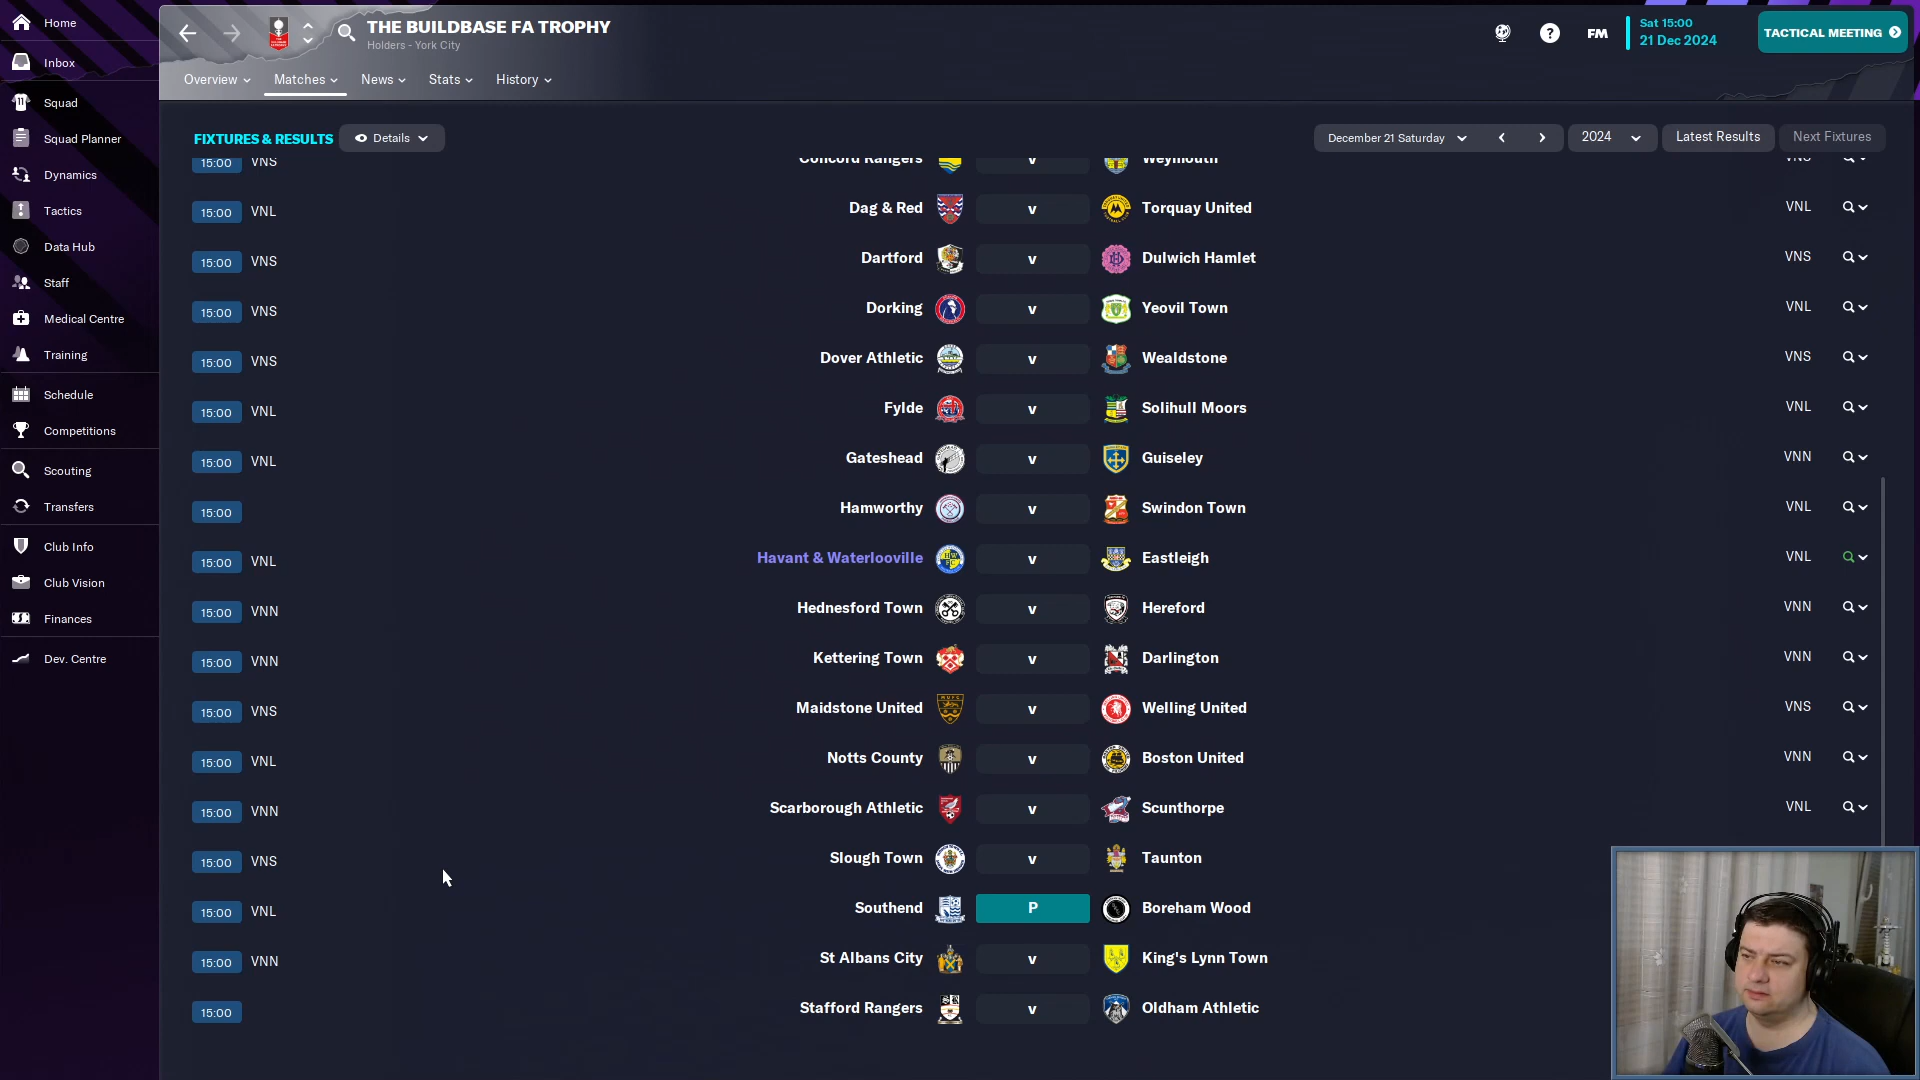 Home
Inbox
Squad
Squad Planner
Dynamics
Tactics
Data Hub
Staff
Medical Centre
Training
Schedule
Competitions
Scouting
Transfers
Club Info
Club Vision
Finances
Dev. Centre
THE BUILDBASE FA TROPHY
Holders - York City
FM
Sat 15:00
21 Dec 2024
TACTICAL MEETING
Overview Matches News Stats History
FIXTURES & RESULTS Details December 21 Saturday 2024 Latest Results Next Fixtures
15:00 VNS Concord Rangers v Weymouth VNS
15:00 VNL Dag & Red v Torquay United VNL
15:00 VNS Dartford v Dulwich Hamlet VNS
15:00 VNS Dorking v Yeovil Town VNL
15:00 VNS Dover Athletic v Wealdstone VNS
15:00 VNL Fylde v Solihull Moors VNL
15:00 VNL Gateshead v Guiseley VNN
15:00 Hamworthy v Swindon Town VNL
15:00 VNL Havant & Waterlooville v Eastleigh VNL
15:00 VNN Hednesford Town v Hereford VNN
15:00 VNN Kettering Town v Darlington VNN
15:00 VNS Maidstone United v Welling United VNS
15:00 VNL Notts County v Boston United VNN
15:00 VNN Scarborough Athletic v Scunthorpe VNL
15:00 VNS Slough Town v Taunton
15:00 VNL Southend P Boreham Wood
15:00 VNN St Albans City v King's Lynn Town
15:00 Stafford Rangers v Oldham Athletic